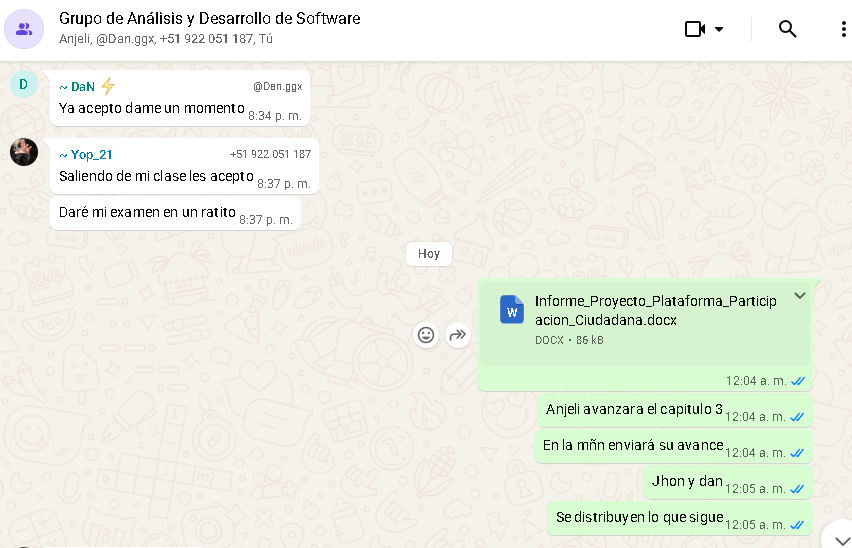 Grupo de Análisis y Desarrollo de Software
Anjeli, @Dan.ggx, +51 922 051 187, Tú
D
~ DaN ⚡ @Dan.ggx
Ya acepto dame un momento 8:34 p. m.
~ Yop_21 +51 922 051 187
Saliendo de mi clase les acepto 8:37 p. m.
Daré mi examen en un ratito 8:37 p. m.
Hoy
W
Informe_Proyecto_Plataforma_Particip
acion_Ciudadana.docx
DOCX • 86 kB
12:04 a. m.
Anjeli avanzara el capitulo 3 12:04 a. m.
En la mñn enviará su avance 12:04 a. m.
Jhon y dan 12:05 a. m.
Se distribuyen lo que sigue 12:05 a. m.